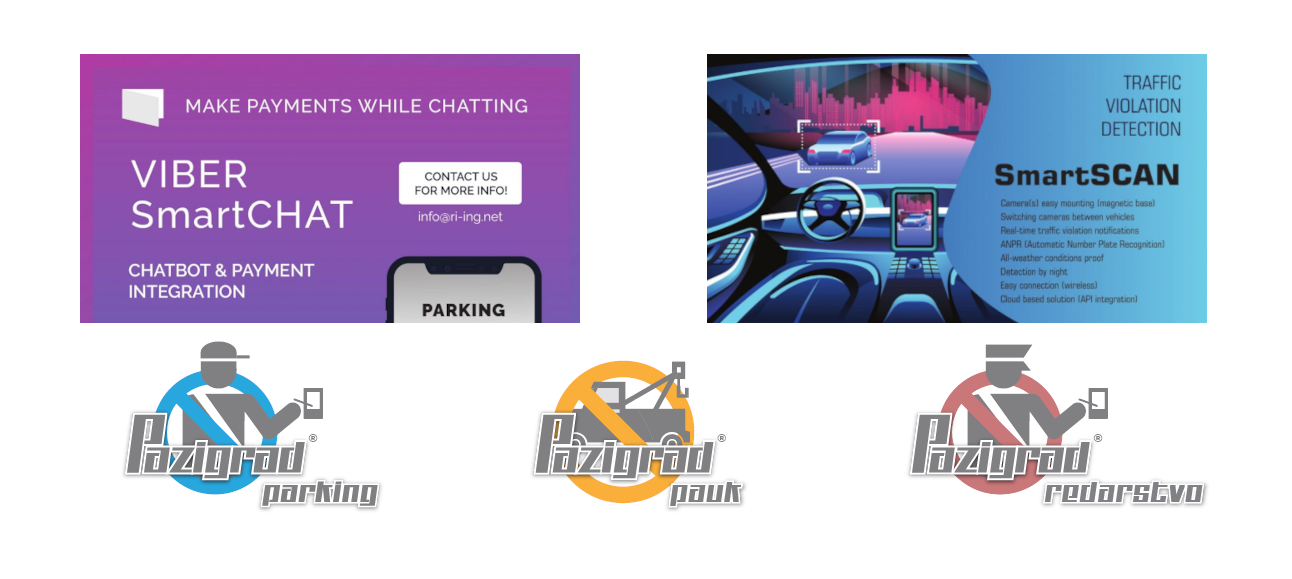 MAKE PAYMENTS WHILE CHATTING
VIBER
SmartCHAT
CONTACT US
FOR MORE INFO!
info@ri-ing.net
CHATBOT & PAYMENT
INTEGRATION
PARKING
TRAFFIC
VIOLATION
DETECTION
SmartSCAN
Camera(s) easy mounting (magnetic base)
Switching cameras between vehicles
Real-time traffic violation notifications
ANPR (Automatic Number Plate Recognition)
All-weather conditions proof
Detection by night
Easy connection (wireless)
Cloud based solution (API integration)
Pazigrad®
parking
Pazigrad®
pauk
Pazigrad®
redarstvo